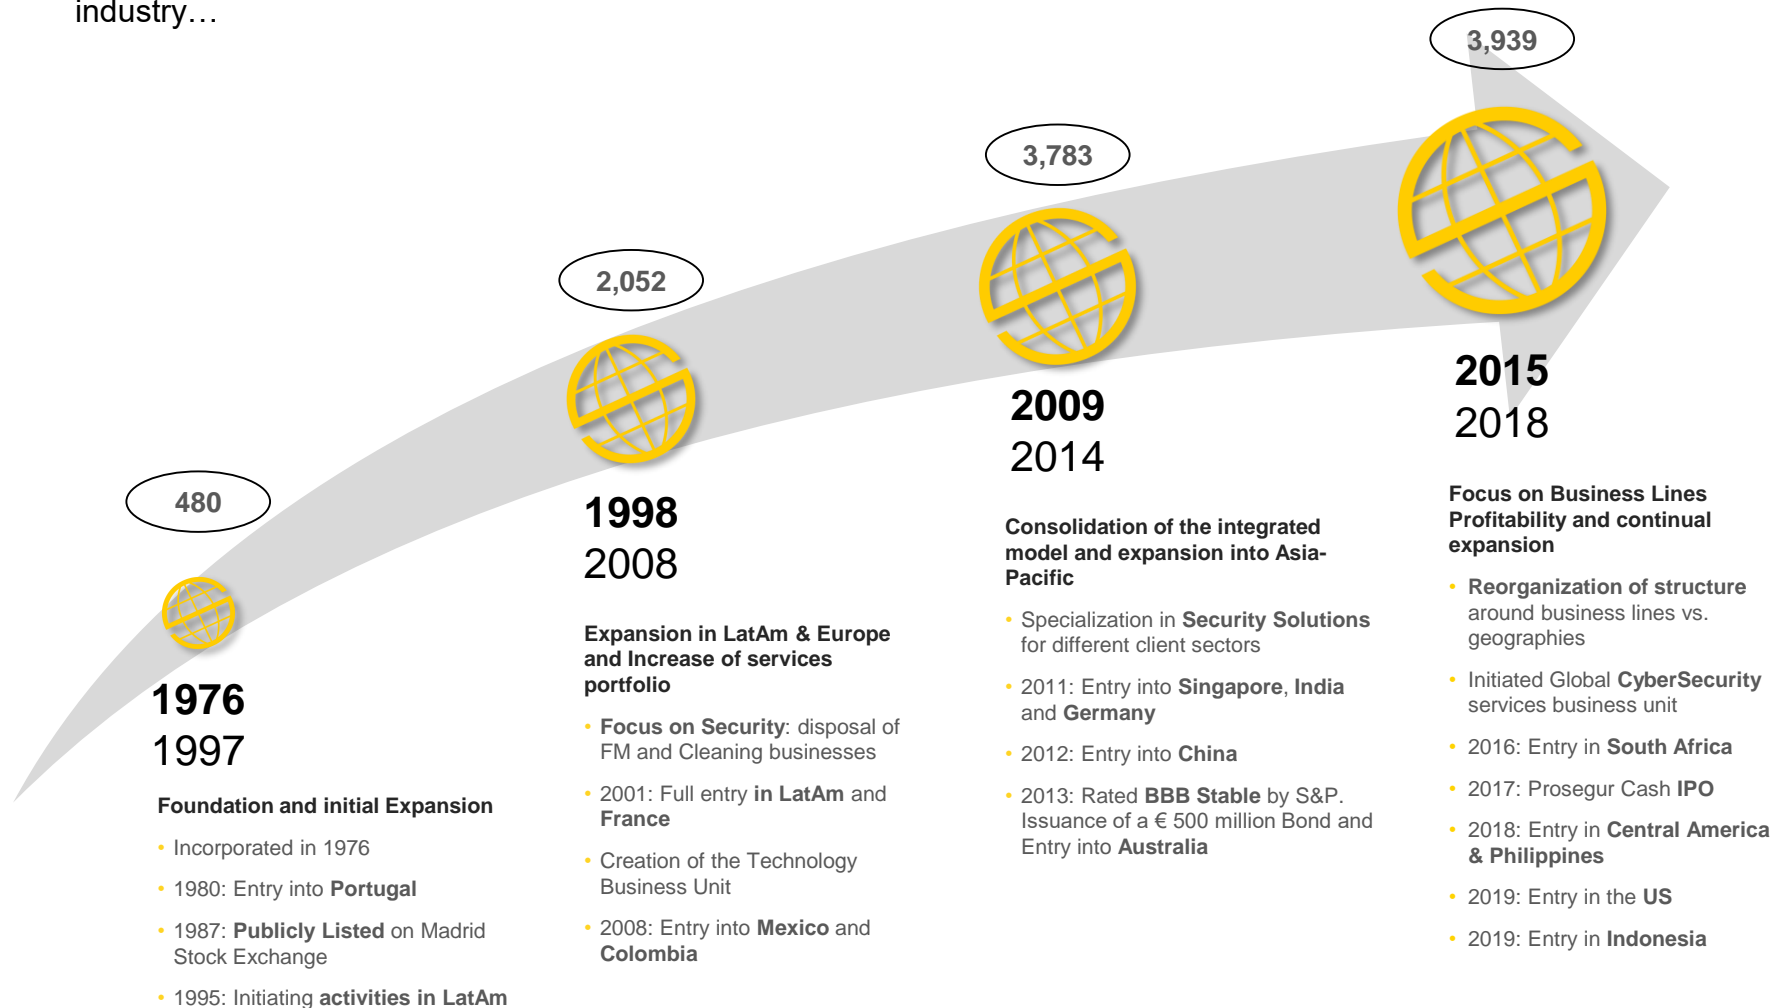 industry…
480
1976
1997
Foundation and initial Expansion
• Incorporated in 1976
• 1980: Entry into Portugal
• 1987: Publicly Listed on Madrid
Stock Exchange
• 1995: Initiating activities in LatAm
2,052
1998
2008
Expansion in LatAm & Europe
and Increase of services
portfolio
• Focus on Security: disposal of
FM and Cleaning businesses
• 2001: Full entry in LatAm and
France
• Creation of the Technology
Business Unit
• 2008: Entry into Mexico and
Colombia
3,783
2009
2014
Consolidation of the integrated
model and expansion into Asia-
Pacific
• Specialization in Security Solutions
for different client sectors
• 2011: Entry into Singapore, India
and Germany
• 2012: Entry into China
• 2013: Rated BBB Stable by S&P.
Issuance of a € 500 million Bond and
Entry into Australia
3,939
2015
2018
Focus on Business Lines
Profitability and continual
expansion
• Reorganization of structure
around business lines vs.
geographies
• Initiated Global CyberSecurity
services business unit
• 2016: Entry in South Africa
• 2017: Prosegur Cash IPO
• 2018: Entry in Central America
& Philippines
• 2019: Entry in the US
• 2019: Entry in Indonesia